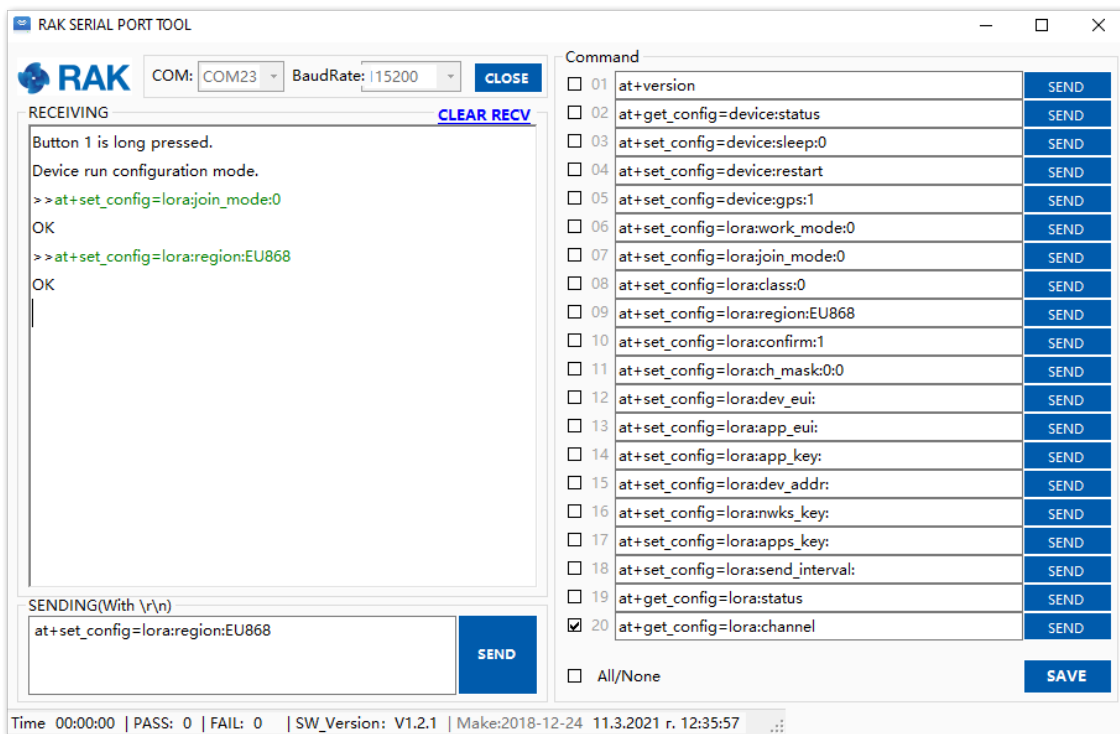 RAK SERIAL PORT TOOL
RAK
COM: COM23 BaudRate: 115200 CLOSE
RECEIVING CLEAR RECV
Button 1 is long pressed.
Device run configuration mode.
>>at+set_config=lora:join_mode:0
OK
>>at+set_config=lora:region:EU868
OK
SENDING(With \r\n)
at+set_config=lora:region:EU868
SEND
Command
01 at+version SEND
02 at+get_config=device:status SEND
03 at+set_config=device:sleep:0 SEND
04 at+set_config=device:restart SEND
05 at+set_config=device:gps:1 SEND
06 at+set_config=lora:work_mode:0 SEND
07 at+set_config=lora:join_mode:0 SEND
08 at+set_config=lora:class:0 SEND
09 at+set_config=lora:region:EU868 SEND
10 at+set_config=lora:confirm:1 SEND
11 at+set_config=lora:ch_mask:0:0 SEND
12 at+set_config=lora:dev_eui: SEND
13 at+set_config=lora:app_eui: SEND
14 at+set_config=lora:app_key: SEND
15 at+set_config=lora:dev_addr: SEND
16 at+set_config=lora:nwks_key: SEND
17 at+set_config=lora:apps_key: SEND
18 at+set_config=lora:send_interval: SEND
19 at+get_config=lora:status SEND
20 at+get_config=lora:channel SEND
All/None SAVE
Time 00:00:00 | PASS: 0 | FAIL: 0 | SW_Version: V1.2.1 | Make:2018-12-24 11.3.2021 г. 12:35:57